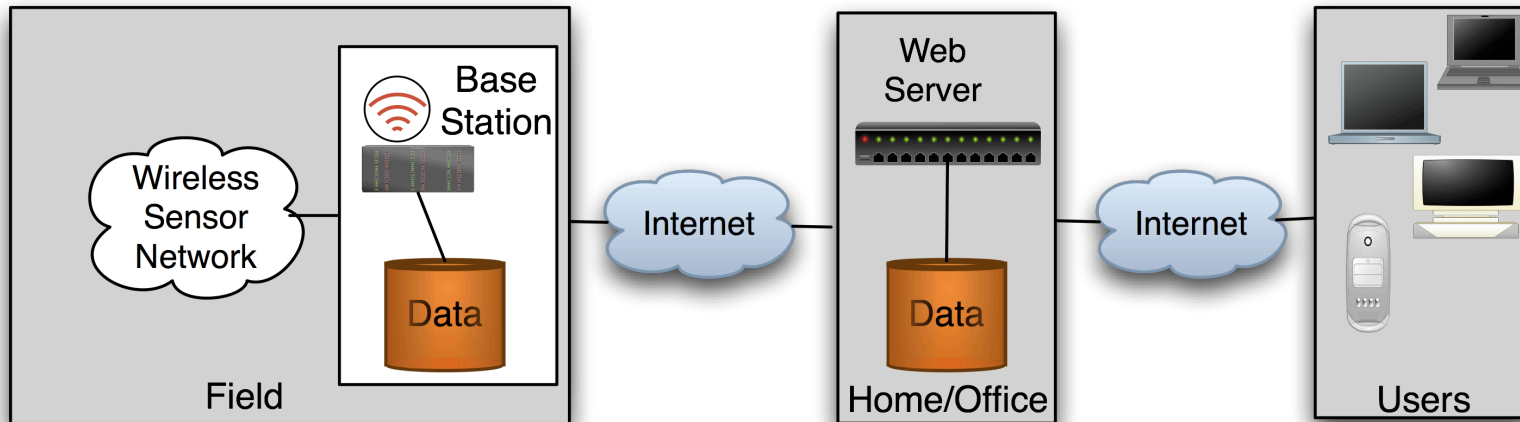 Wireless
Sensor
Network
Base
Station
Data
Field
Internet
Web
Server
Data
Home/Office
Internet
Users